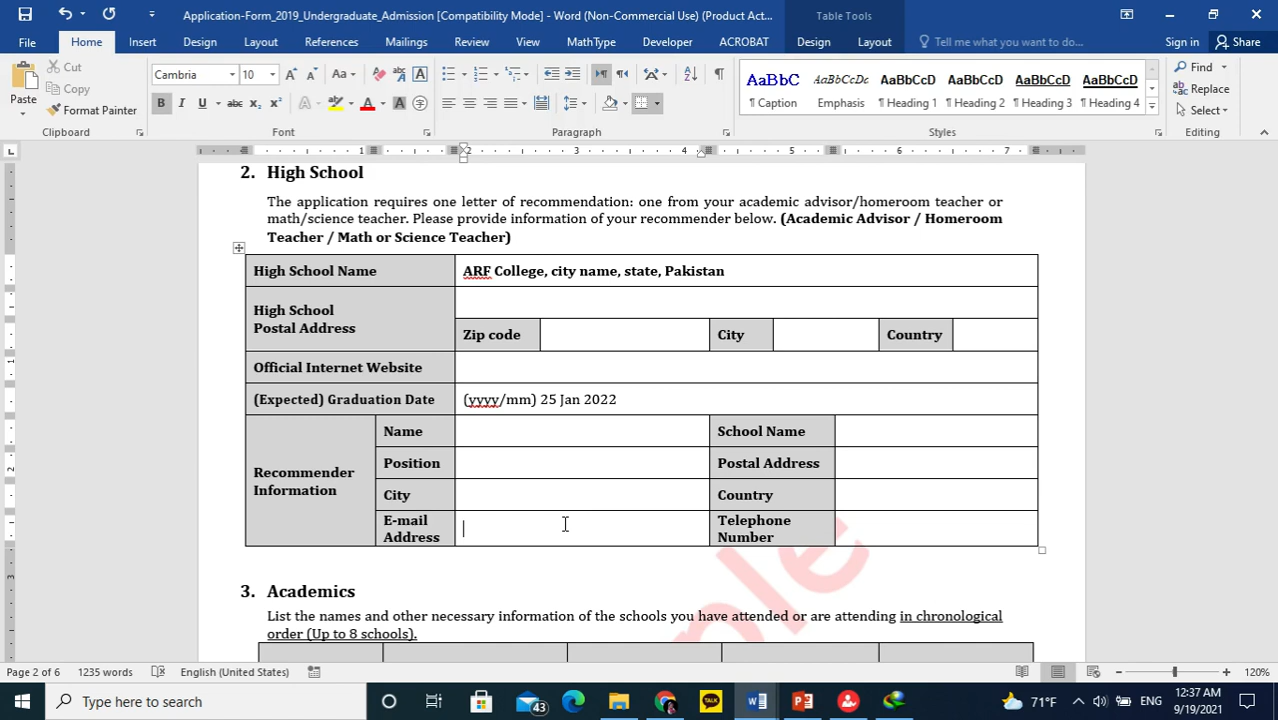 Application-Form_2019_Undergraduate_Admission [Compatibility Mode] - Word (Non-Commercial Use) (Product Act...
Table Tools
File
Home
Insert
Design
Layout
References
Mailings
Review
View
MathType
Developer
ACROBAT
Design
Layout
Tell me what you want to do...
Sign in
Share
Paste
Cut
Copy
Format Painter
Clipboard
Cambria
10
Font
Paragraph
AaBbC
¶ Caption
AaBbCcDc
Emphasis
AaBbCcD
¶ Heading 1
AaBbCcD
¶ Heading 2
AaBbCcD
¶ Heading 3
AaBbCcD
¶ Heading 4
Styles
Find
Replace
Select
Editing
1 2 3 4 5 6 7
2. High School
The application requires one letter of recommendation: one from your academic advisor/homeroom teacher or
math/science teacher. Please provide information of your recommender below. (Academic Advisor / Homeroom
Teacher / Math or Science Teacher)
High School Name
ARF College, city name, state, Pakistan
High School
Postal Address
Zip code
City
Country
Official Internet Website
(Expected) Graduation Date
(yyyy/mm) 25 Jan 2022
Recommender
Information
Name
School Name
Position
Postal Address
City
Country
E-mail
Address
Telephone
Number
3. Academics
List the names and other necessary information of the schools you have attended or are attending in chronological
order (Up to 8 schools).
Page 2 of 6
1235 words
English (United States)
120%
Type here to search
43
TALK
71°F
12:37 AM
9/19/2021